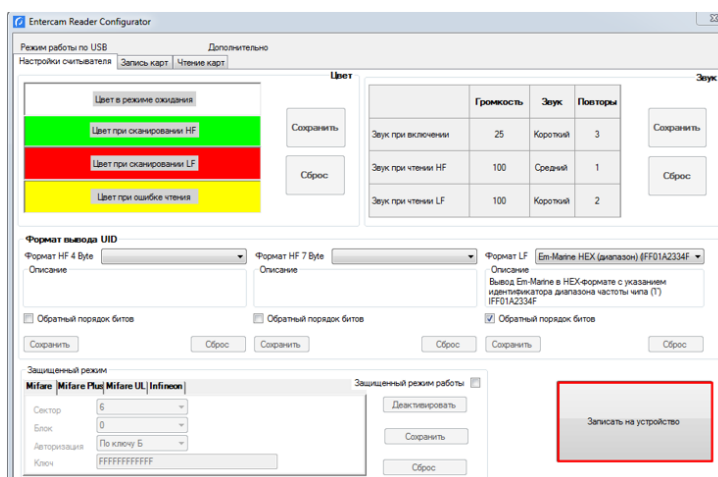 Entercam Reader Configurator
Режим работы по USB Дополнительно
Настройки считывателя Запись карт Чтение карт
Цвет
Цвет в режиме ожидания
Цвет при сканировании HF
Цвет при сканировании LF
Цвет при ошибке чтения
Сохранить
Сброс
Звук
Громкость Звук Повторы
Звук при включении 25 Короткий 3
Звук при чтении HF 100 Средний 1
Звук при чтении LF 100 Короткий 2
Сохранить
Сброс
Формат вывода UID
Формат HF 4 Byte
Описание
Обратный порядок битов
Сохранить Сброс
Формат HF 7 Byte
Описание
Обратный порядок битов
Сохранить Сброс
Формат LF Em-Marine HEX (диапазон) (IFF01A2334F
Описание
Вывод Em-Marine в HEX-формате с указанием
идентификатора диапазона частоты чипа ('I')
IFF01A2334F
Обратный порядок битов
Сохранить Сброс
Защищенный режим
Mifare Mifare Plus Mifare UL Infineon
Сектор 6
Блок 0
Авторизация По ключу Б
Ключ FFFFFFFFFFFF
Защищенный режим работы
Деактивировать
Сохранить
Сброс
Записать на устройство